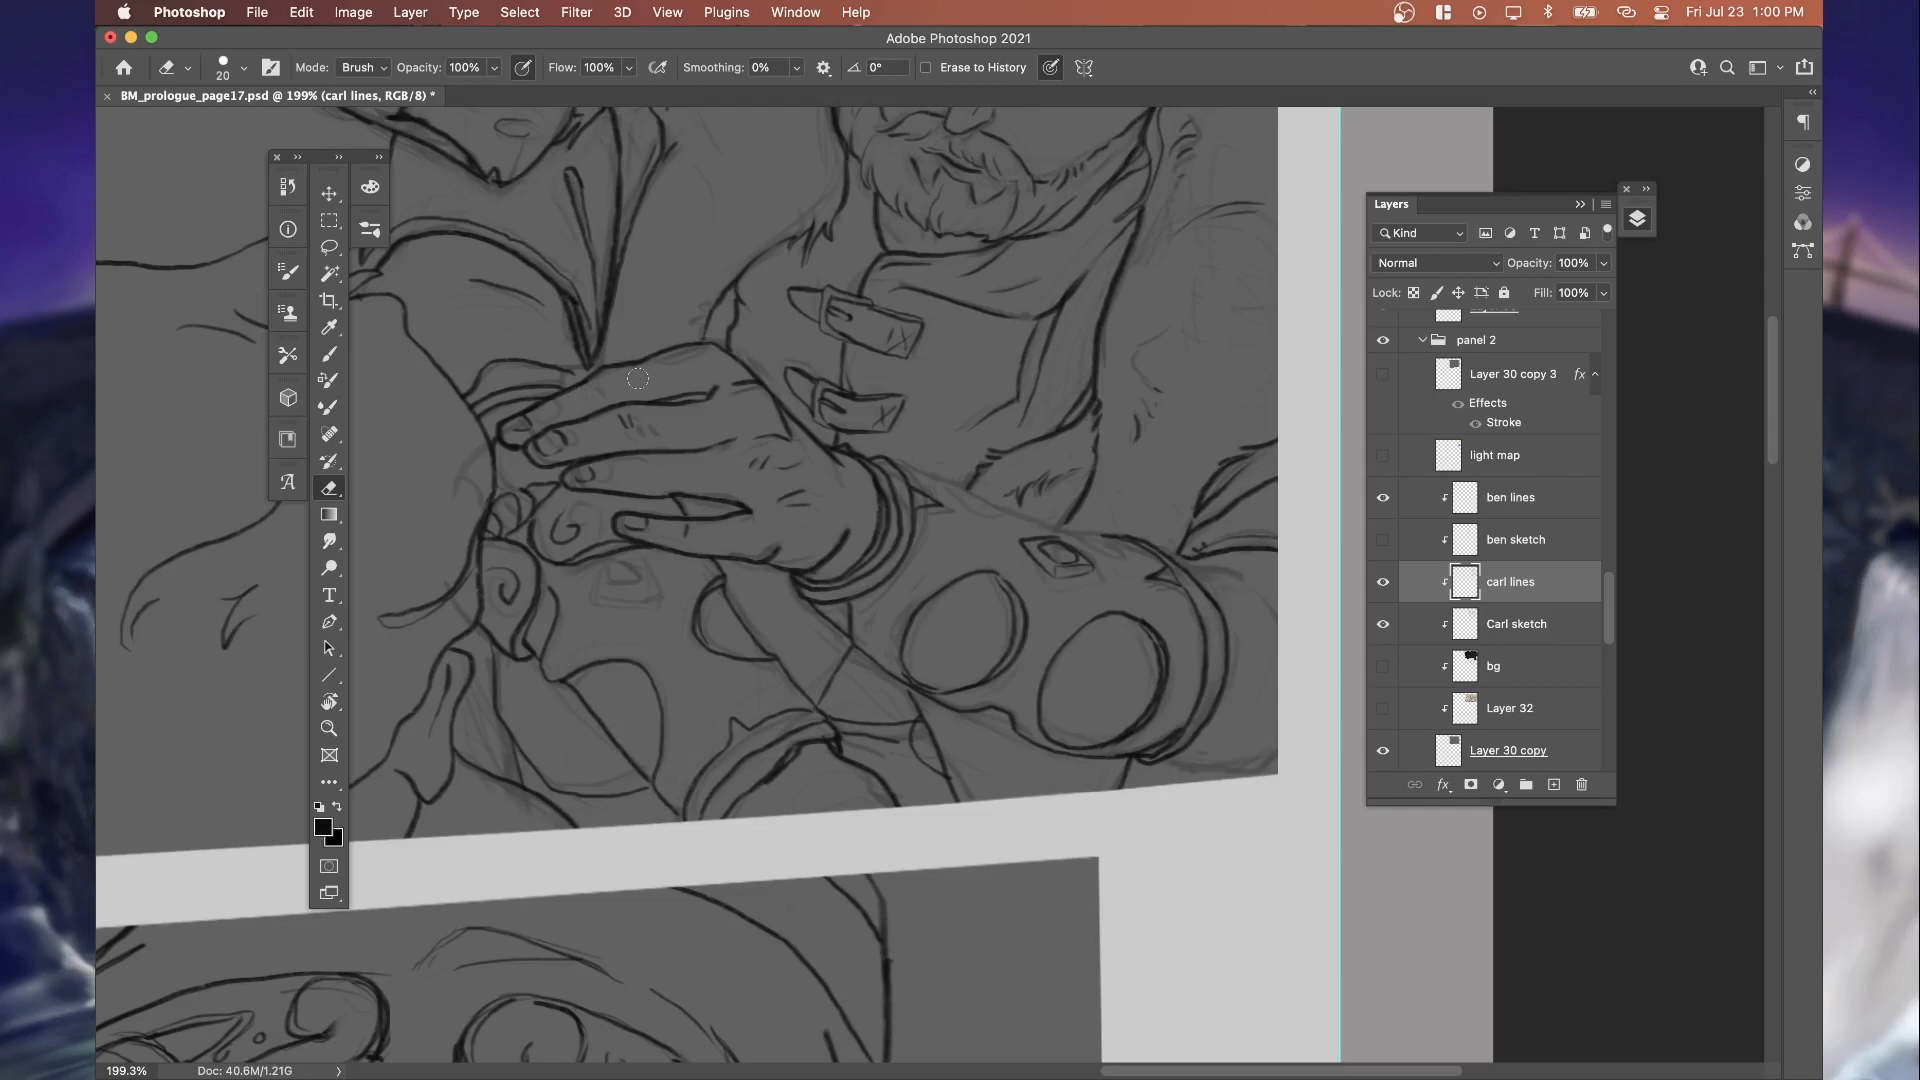 Photoshop File Edit Image Layer Type Select Filter 3D View Plugins Window Help Fri Jul 23 1:00 PM
Adobe Photoshop 2021
20 Mode: Brush Opacity: 100% Flow: 100% Smoothing: 0% 0° Erase to History
BM_prologue_page17.psd @ 199% (carl lines, RGB/8) *
Layers
Kind
Normal Opacity: 100%
Lock: Fill: 100%
panel 2
Layer 30 copy 3 fx
Effects
Stroke
light map
ben lines
ben sketch
carl lines
Carl sketch
bg
Layer 32
Layer 30 copy
fx
199.3% Doc: 40.6M/1.21G